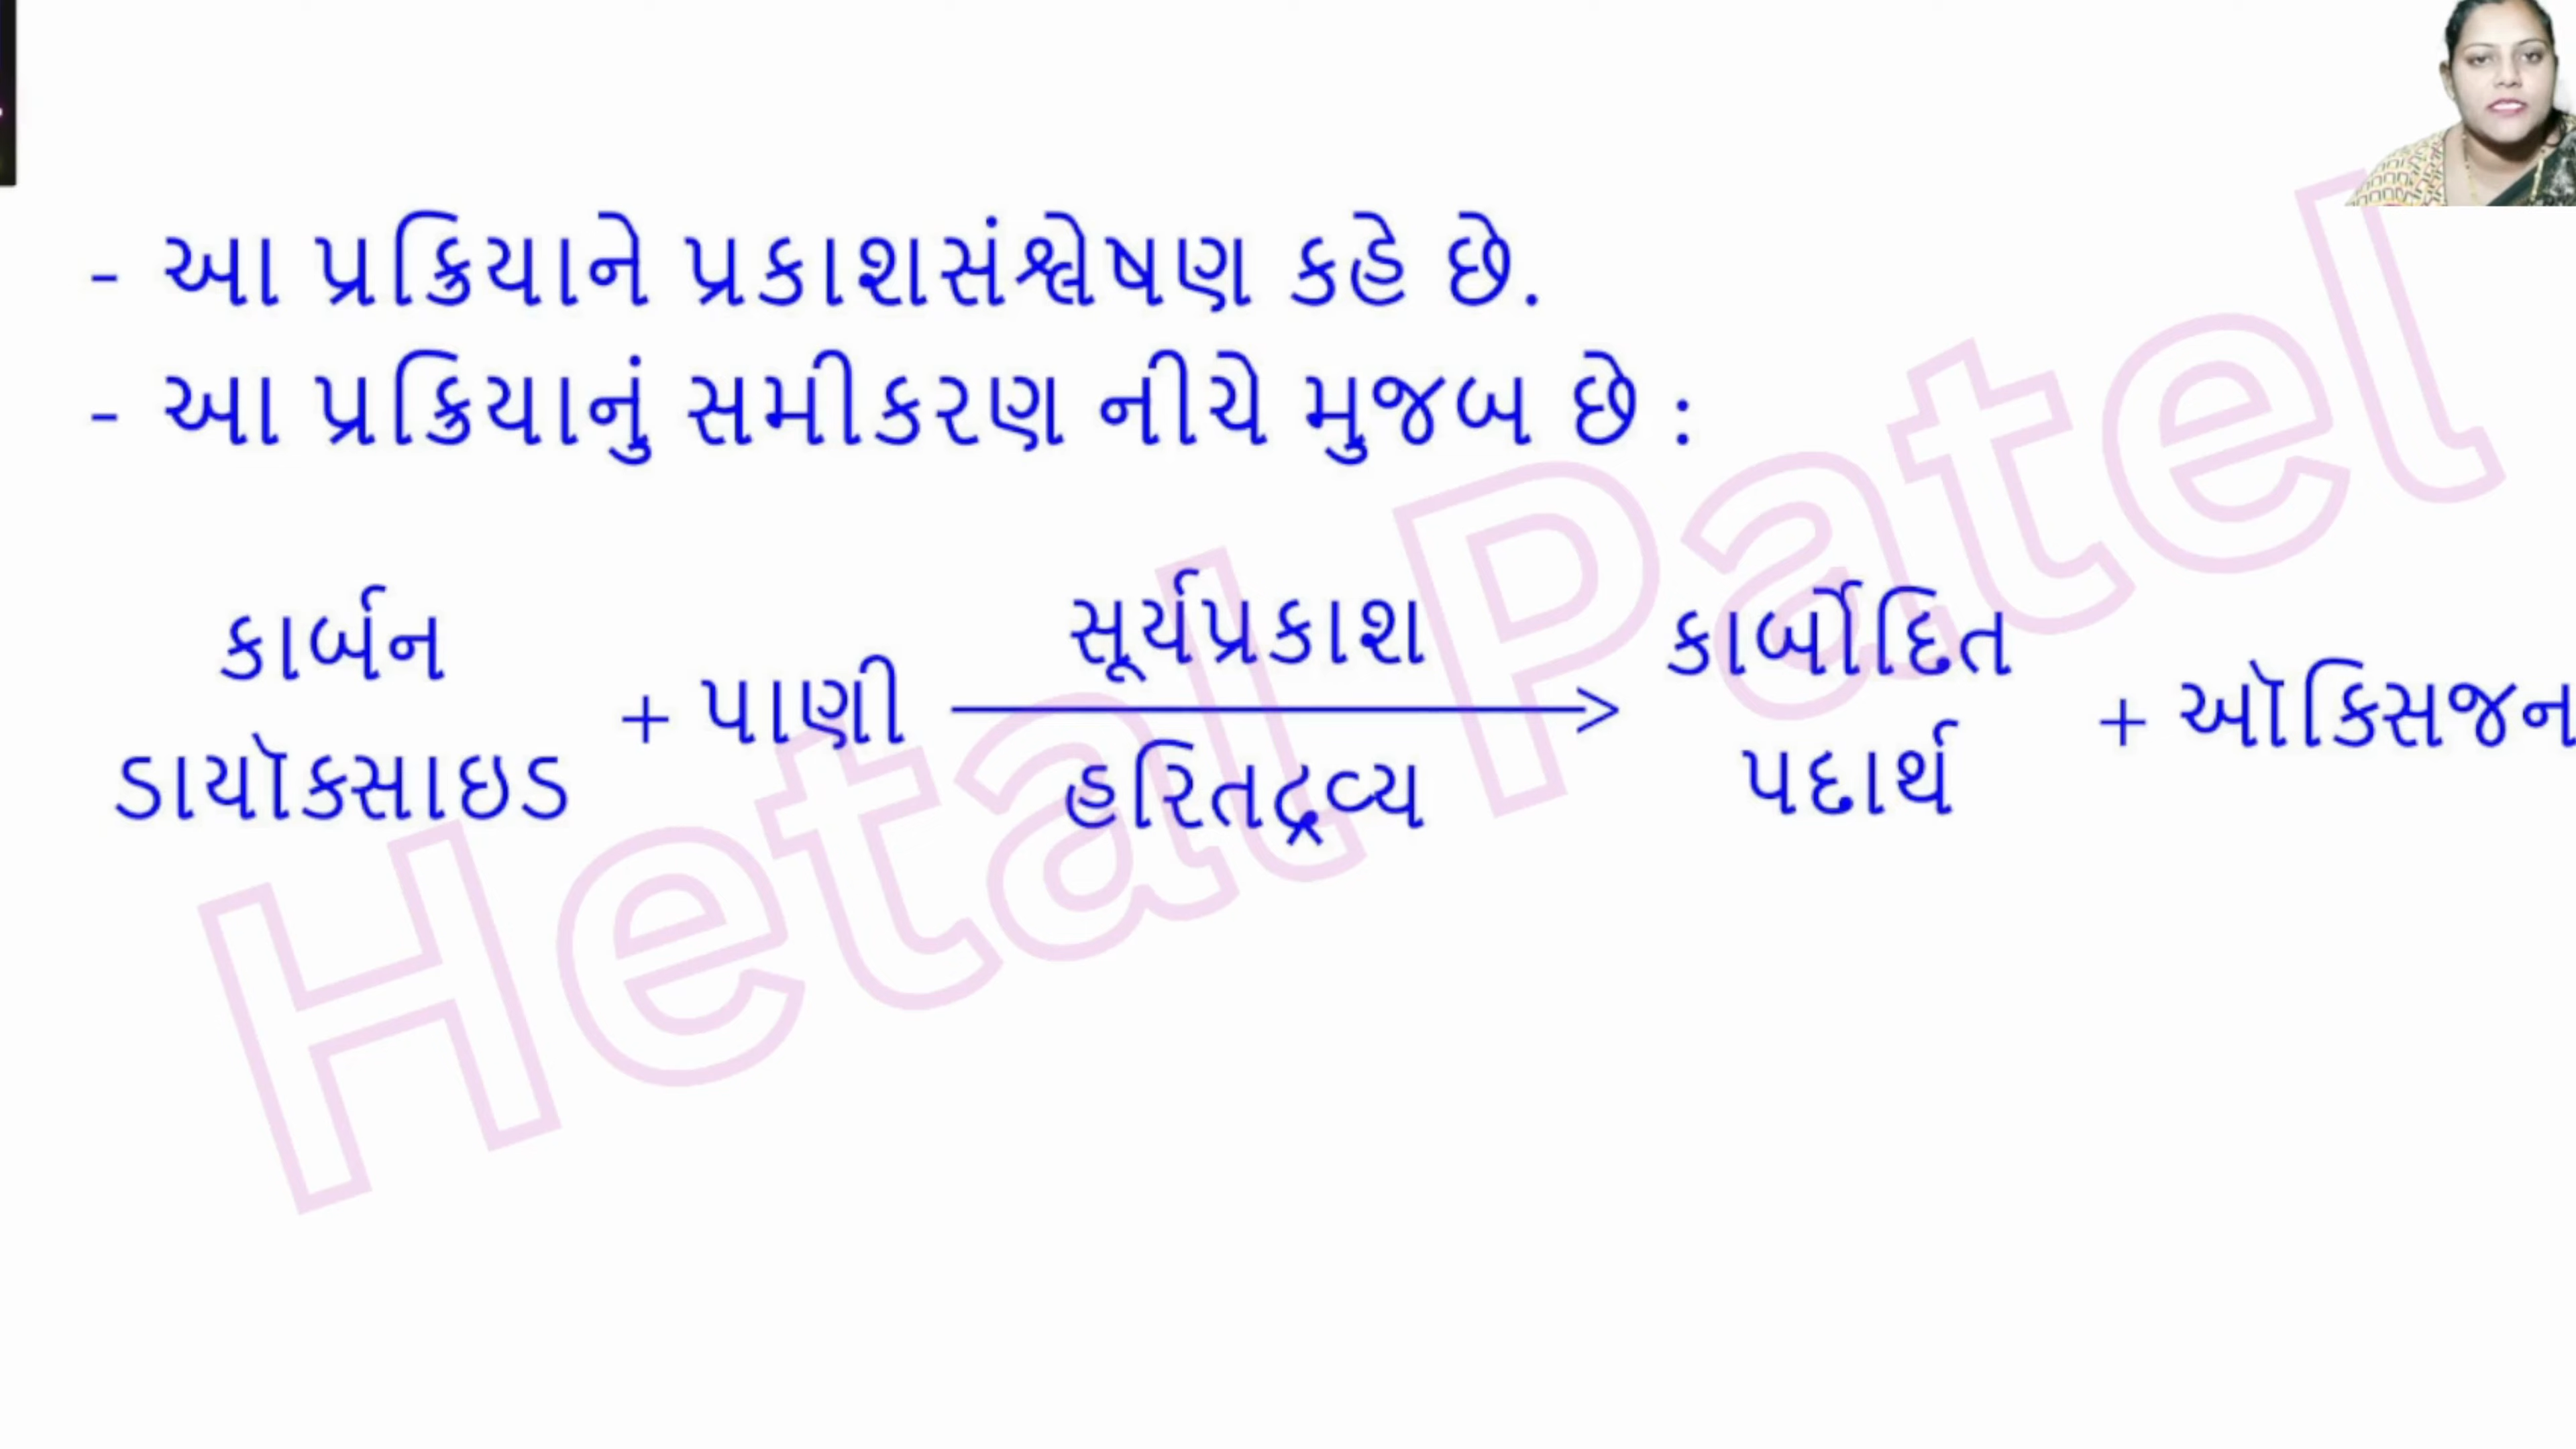 - આ પ્રક્રિયાને પ્રકાશસંશ્લેષણ કહે છે.
- આ પ્રક્રિયાનું સમીકરણ નીચે મુજબ છે :
કાર્બન
ડાયૉક્સાઇડ
+ પાણી
સૂર્યપ્રકાશ
હરિતદ્રવ્ય
કાર્બોદિત
પદાર્થ
+ ઑક્સિજન
Hetal Patel